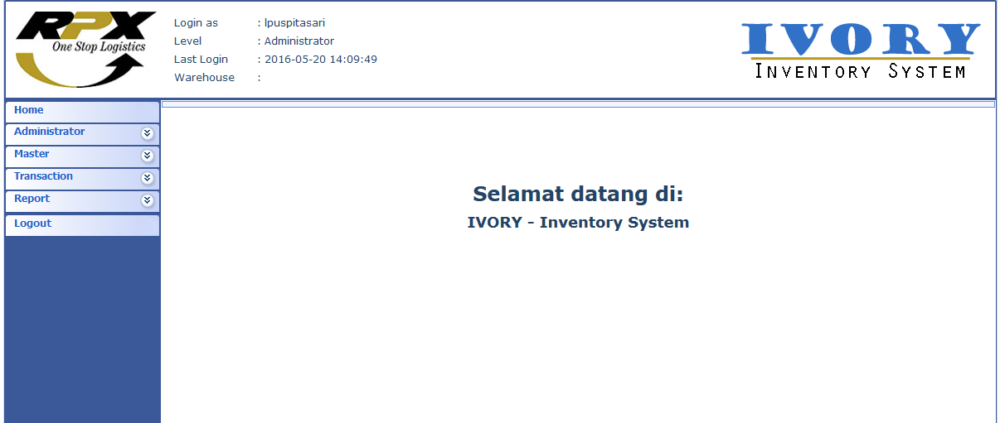 RPX
One Stop Logistics
Login as : lpuspitasari
Level : Administrator
Last Login : 2016-05-20 14:09:49
Warehouse :
IVORY
INVENTORY SYSTEM
Home
Administrator
Master
Transaction
Report
Logout
Selamat datang di:
IVORY - Inventory System